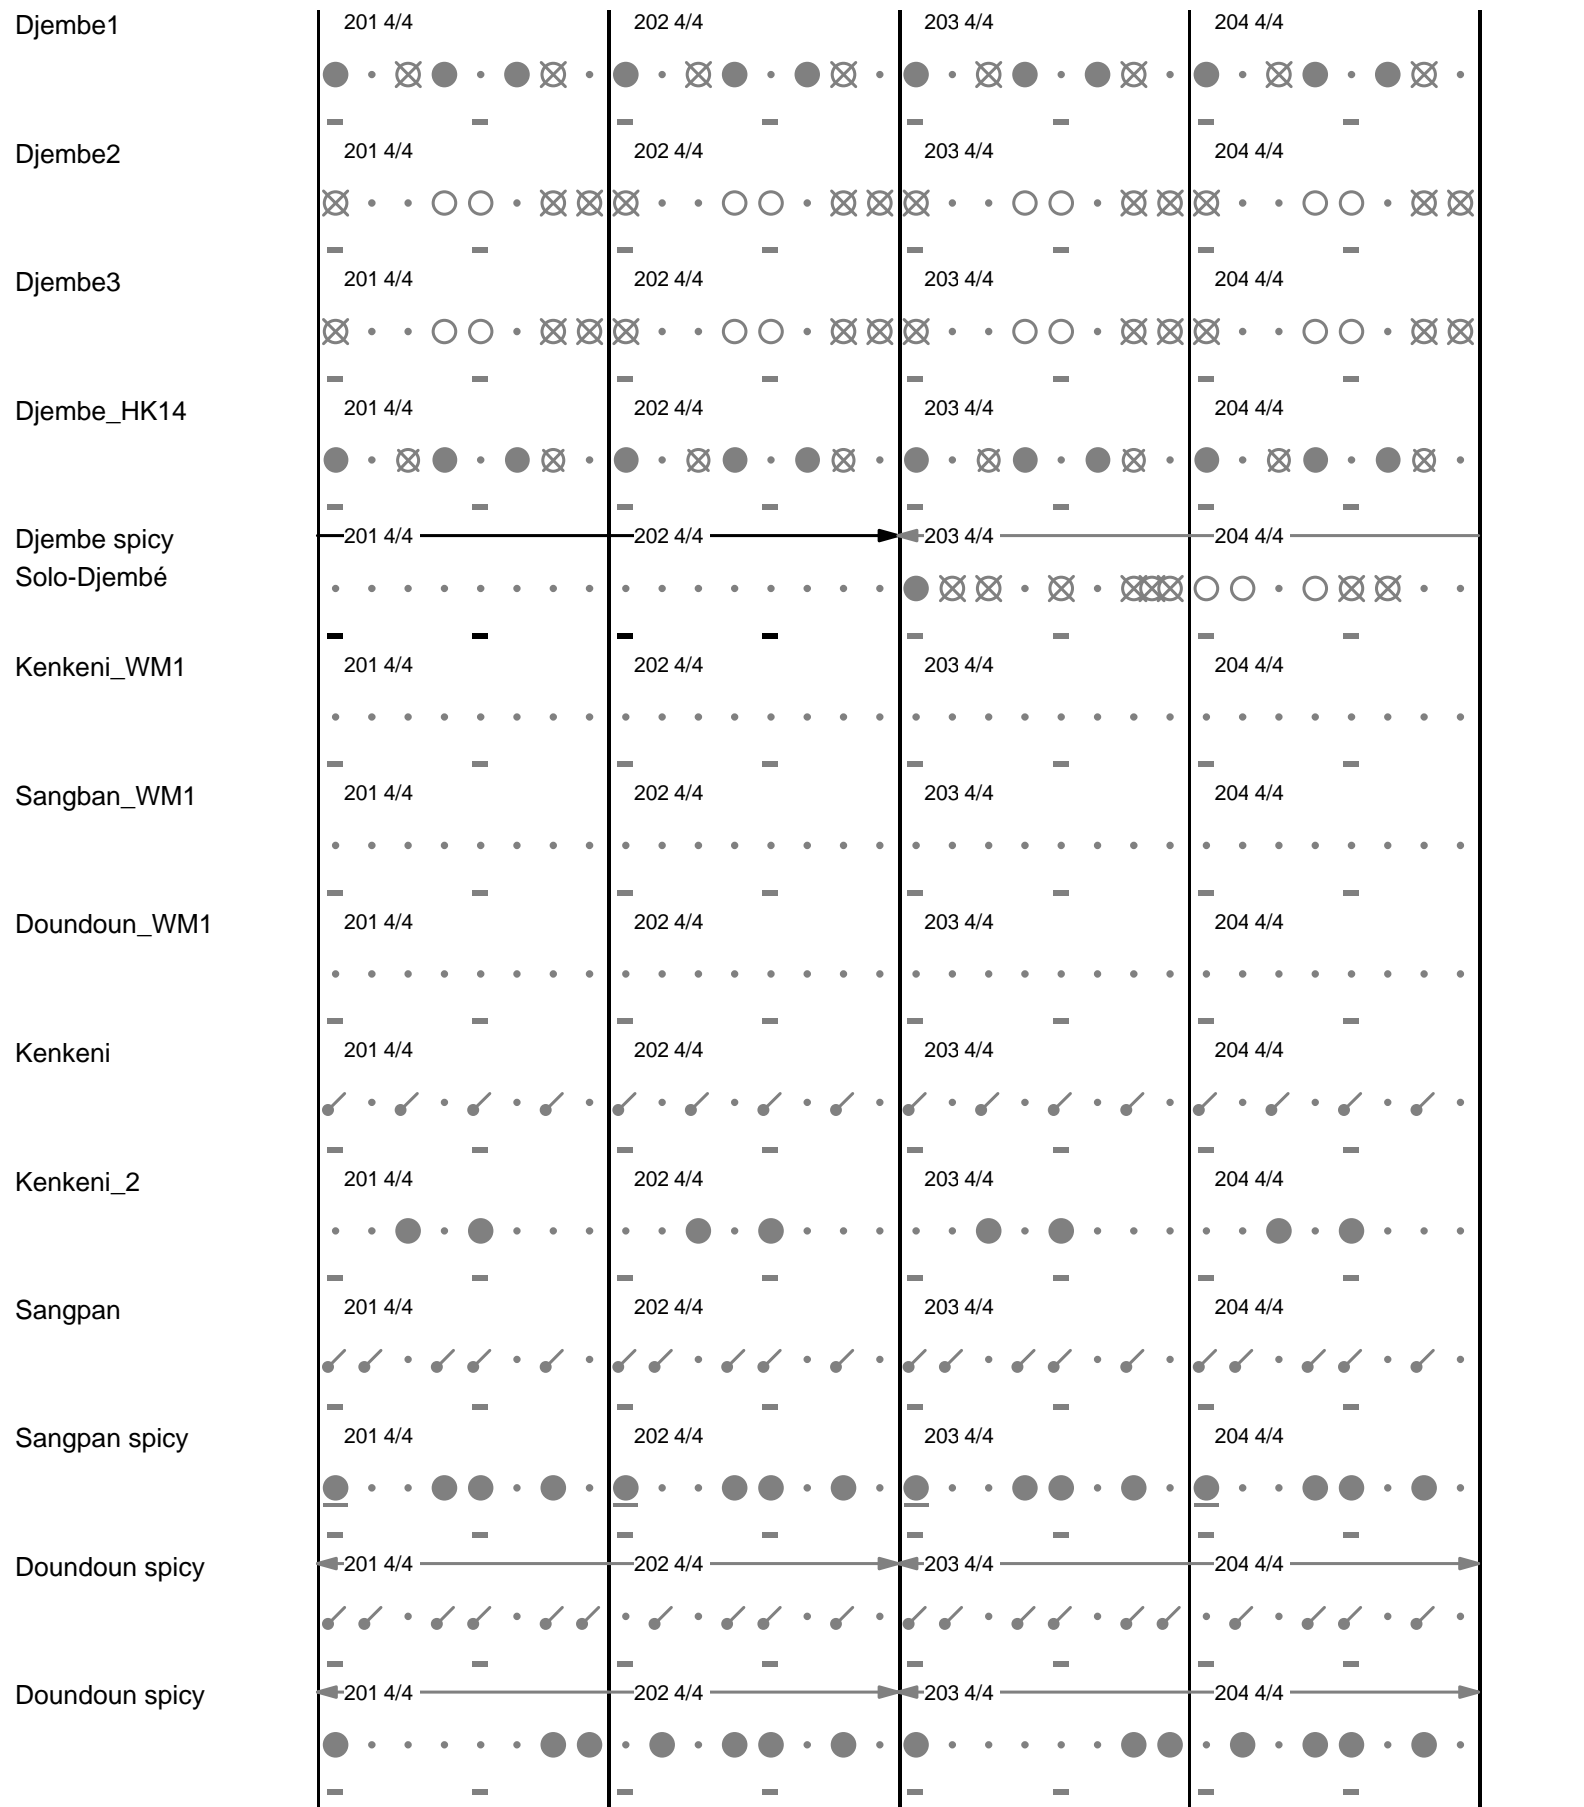 Djembe1 201 4/4 202 4/4 203 4/4 204 4/4
Djembe2 201 4/4 202 4/4 203 4/4 204 4/4
Djembe3 201 4/4 202 4/4 203 4/4 204 4/4
Djembe_HK14 201 4/4 202 4/4 203 4/4 204 4/4
Djembe spicy 201 4/4 202 4/4 203 4/4 204 4/4
Solo-Djembé
Kenkeni_WM1 201 4/4 202 4/4 203 4/4 204 4/4
Sangban_WM1 201 4/4 202 4/4 203 4/4 204 4/4
Doundoun_WM1 201 4/4 202 4/4 203 4/4 204 4/4
Kenkeni 201 4/4 202 4/4 203 4/4 204 4/4
Kenkeni_2 201 4/4 202 4/4 203 4/4 204 4/4
Sangpan 201 4/4 202 4/4 203 4/4 204 4/4
Sangpan spicy 201 4/4 202 4/4 203 4/4 204 4/4
Doundoun spicy 201 4/4 202 4/4 203 4/4 204 4/4
Doundoun spicy 201 4/4 202 4/4 203 4/4 204 4/4